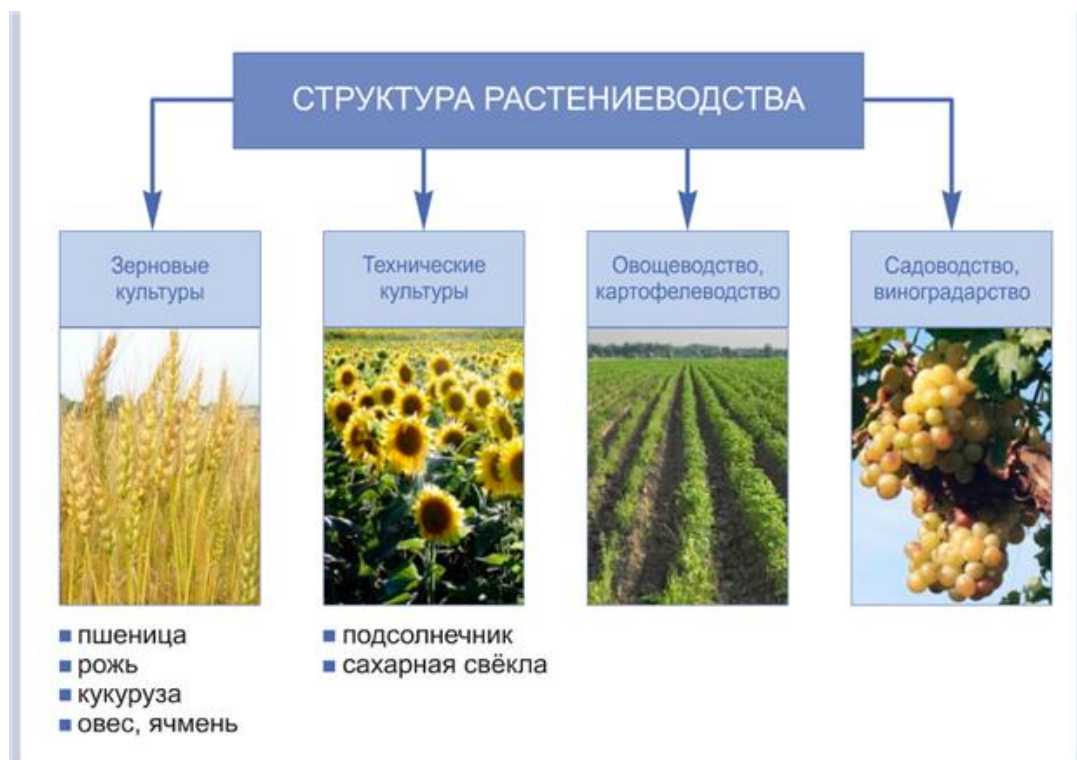 СТРУКТУРА РАСТЕНИЕВОДСТВА
Зерновые
культуры
Технические
культуры
Овощеводство,
картофелеводство
Садоводство,
виноградарство
пшеница
рожь
кукуруза
овес, ячмень
подсолнечник
сахарная свёкла